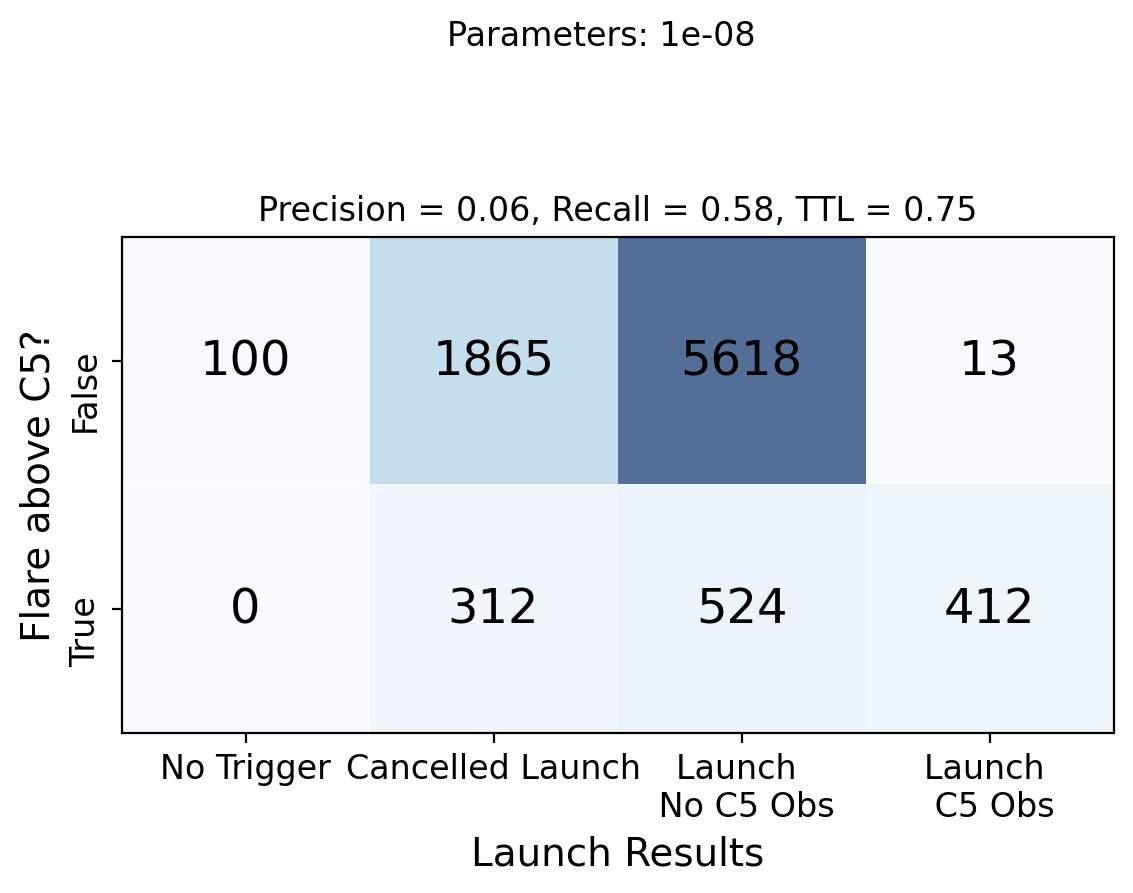 Parameters: 1e-08
Precision = 0.06, Recall = 0.58, TTL = 0.75
Flare above C5?
False
100
1865
5618
13
True
0
312
524
412
No Trigger
Cancelled Launch
Launch
No C5 Obs
Launch
C5 Obs
Launch Results